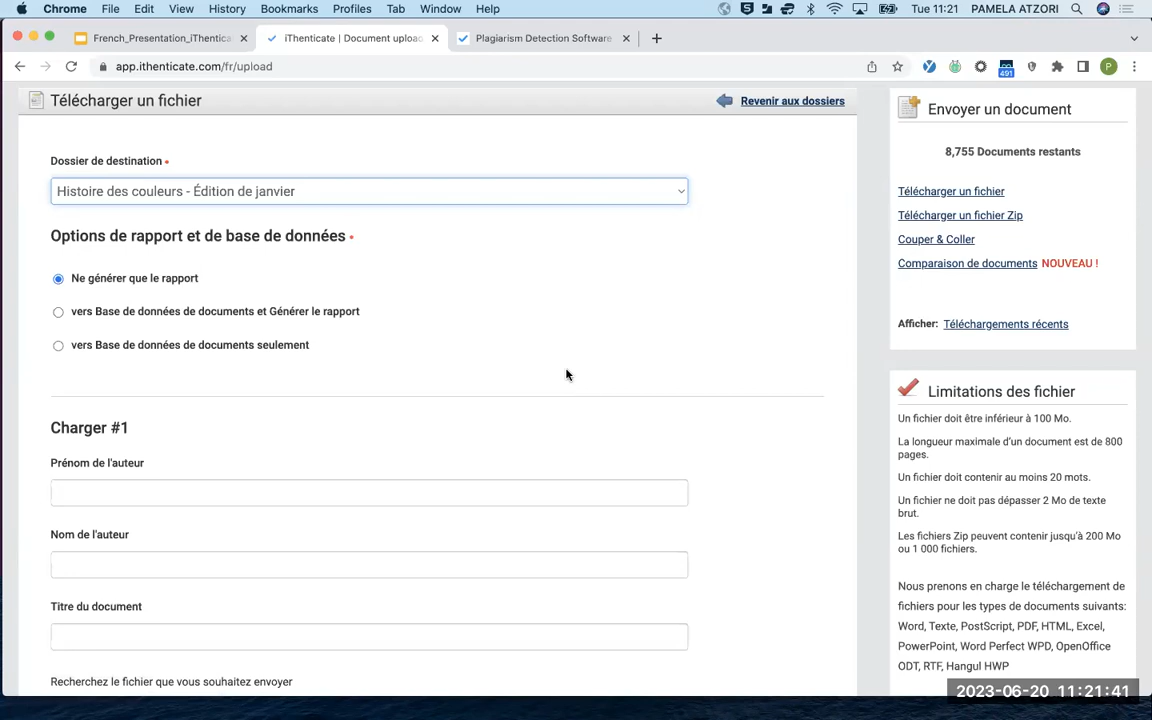 Chrome File Edit View History Bookmarks Profiles Tab Window Help Tue 11:21 PAMELA ATZORI
French_Presentation_iThentica
iThenticate | Document uploa
Plagiarism Detection Software
app.ithenticate.com/fr/upload
491
P
Télécharger un fichier
Revenir aux dossiers
Dossier de destination
Histoire des couleurs - Édition de janvier
Options de rapport et de base de données
Ne générer que le rapport
vers Base de données de documents et Générer le rapport
vers Base de données de documents seulement
Charger #1
Prénom de l'auteur
Nom de l'auteur
Titre du document
Recherchez le fichier que vous souhaitez envoyer
Envoyer un document
8,755 Documents restants
Télécharger un fichier
Télécharger un fichier Zip
Couper & Coller
Comparaison de documents NOUVEAU !
Afficher: Téléchargements récents
Limitations des fichier
Un fichier doit être inférieur à 100 Mo.
La longueur maximale d'un document est de 800
pages.
Un fichier doit contenir au moins 20 mots.
Un fichier ne doit pas dépasser 2 Mo de texte
brut.
Les fichiers Zip peuvent contenir jusqu'à 200 Mo
ou 1 000 fichiers.
Nous prenons en charge le téléchargement de
fichiers pour les types de documents suivants:
Word, Texte, PostScript, PDF, HTML, Excel,
PowerPoint, Word Perfect WPD, OpenOffice
ODT, RTF, Hangul HWP
2023-06-20 11:21:41